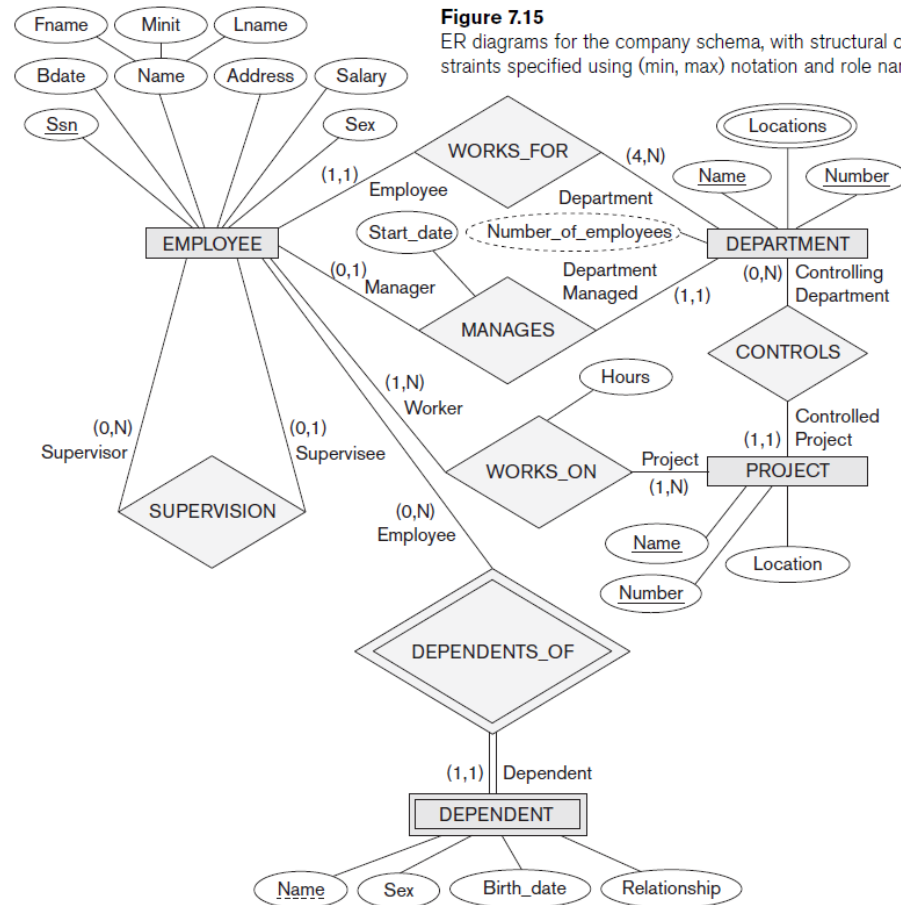 Figure 7.15
ER diagrams for the company schema, with structural c
straints specified using (min, max) notation and role nar
Fname
Minit
Lname
Bdate
Name
Address
Salary
Ssn
Sex
WORKS_FOR
Locations
Name
Number
(1,1)
Employee
(4,N)
Department
EMPLOYEE
Start_date
Number_of_employees
DEPARTMENT
(0,1)
Manager
Department
Managed
(1,1)
(0,N)
Controlling
Department
MANAGES
CONTROLS
Hours
(1,N)
Worker
(0,N)
Supervisor
(0,1)
Supervisee
Controlled
Project
(1,1)
SUPERVISION
WORKS_ON
Project
(1,N)
PROJECT
(0,N)
Employee
Name
Location
Number
DEPENDENTS_OF
(1,1)
Dependent
DEPENDENT
Name
Sex
Birth_date
Relationship